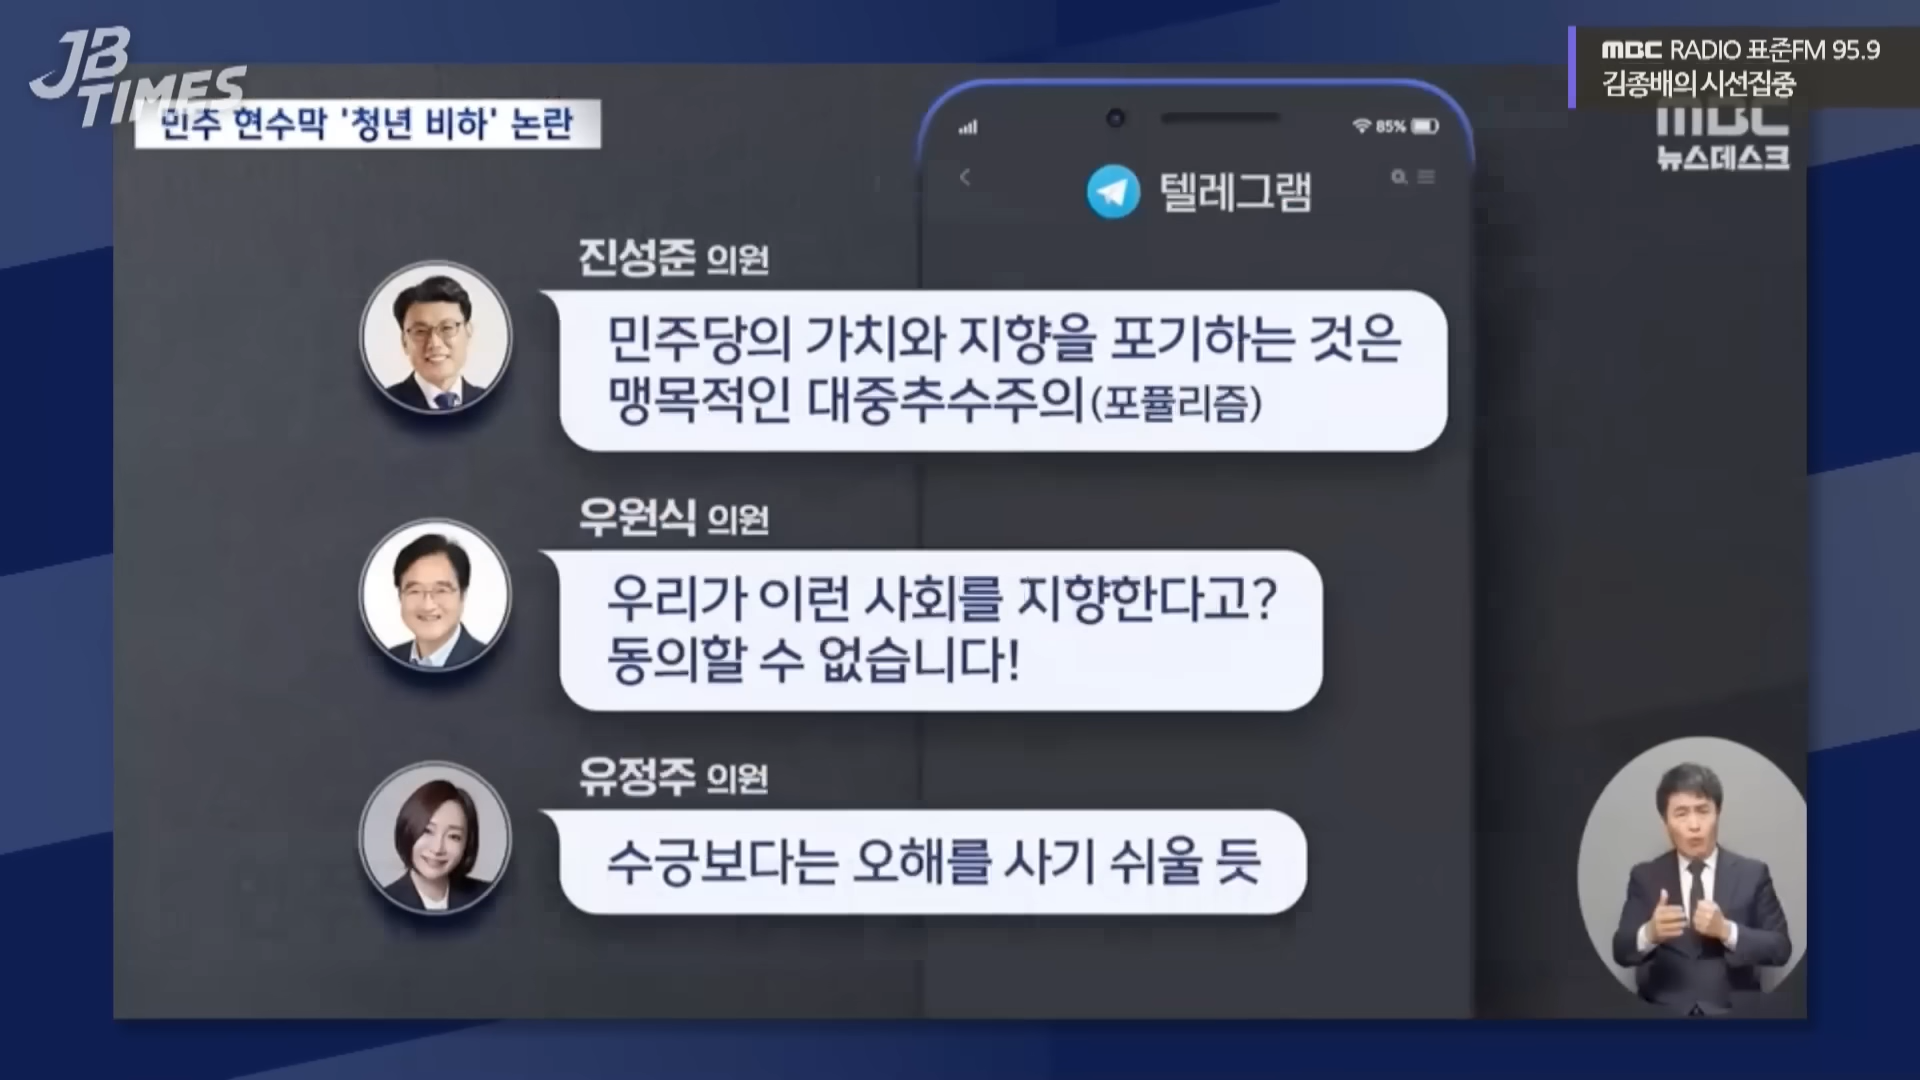 JB
TIMES
MBC RADIO 표준FM 95.9
김종배의 시선집중
민주 현수막 '청년 비하' 논란
MBC
뉴스데스크
85%
텔레그램
진성준 의원
민주당의 가치와 지향을 포기하는 것은
맹목적인 대중추수주의(포퓰리즘)
우원식 의원
우리가 이런 사회를 지향한다고?
동의할 수 없습니다!
유정주 의원
수긍보다는 오해를 사기 쉬울 듯